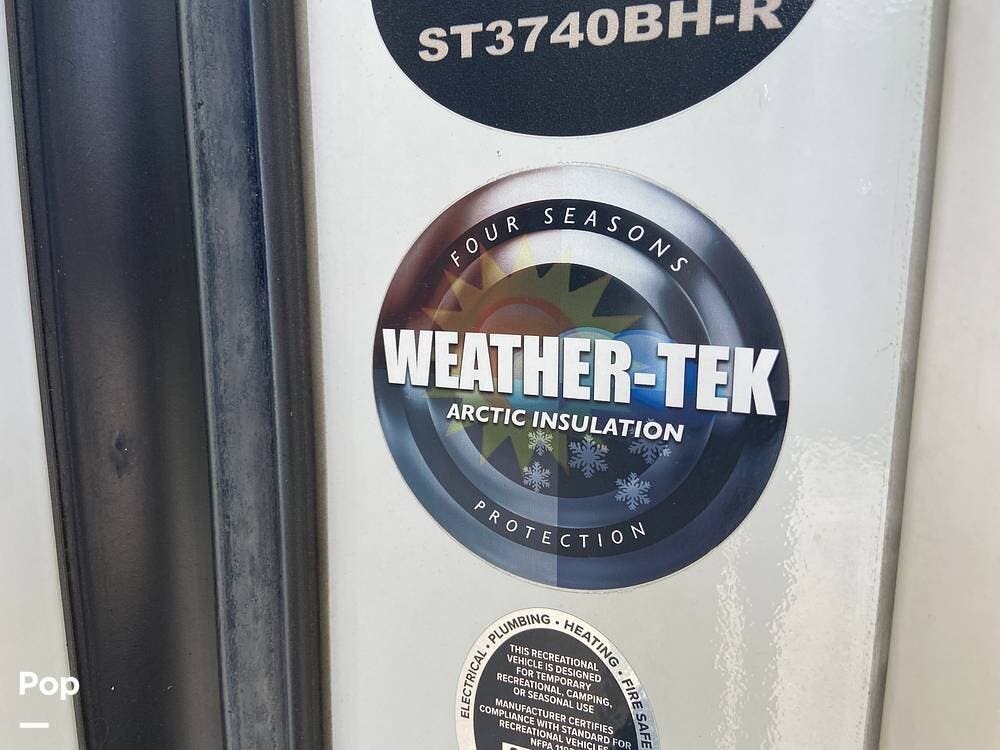 ST3740BH-R
FOUR SEASONS
WEATHER-TEK
ARCTIC INSULATION
PROTECTION
ELECTRICAL • PLUMBING • HEATING • FIRE SAFE
THIS RECREATIONAL
VEHICLE IS DESIGNED
FOR TEMPORARY
RECREATIONAL, CAMPING,
OR SEASONAL USE
MANUFACTURER CERTIFIES
COMPLIANCE WITH STANDARD FOR
RECREATIONAL VEHICLES
NFPA
Pop